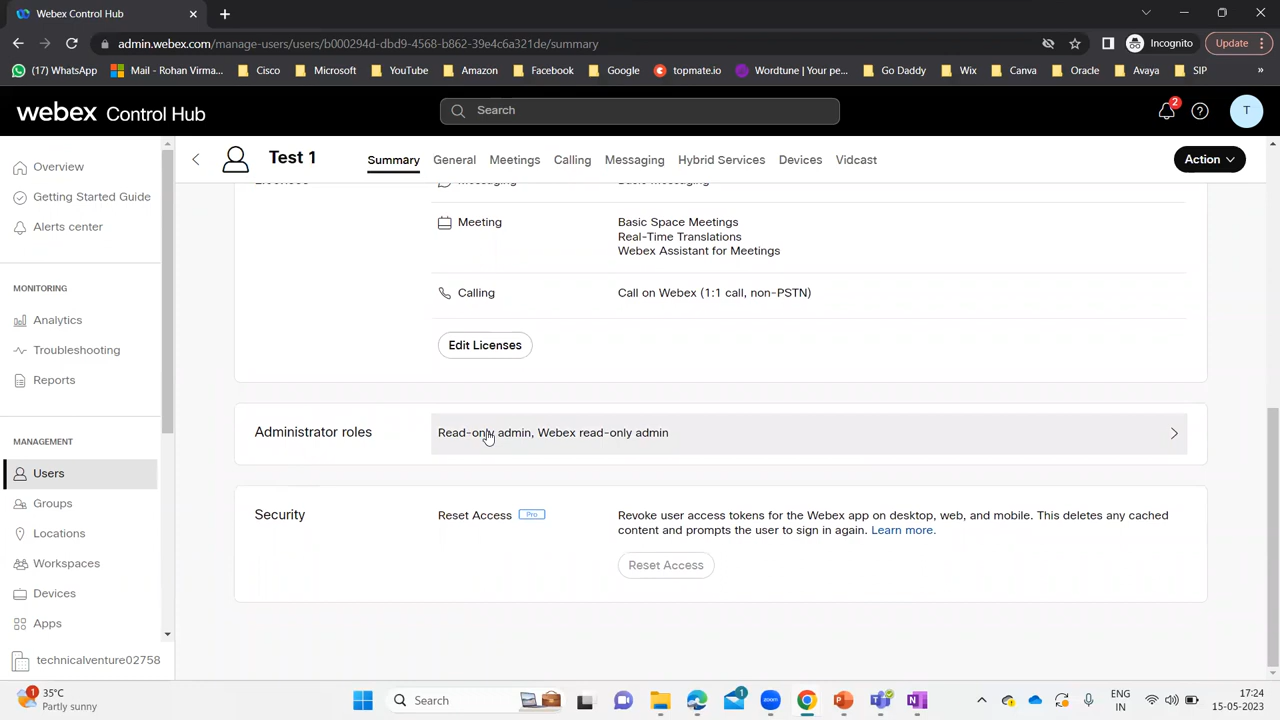 Webex Control Hub
admin.webex.com/manage-users/users/b000294d-dbd9-4568-b862-39e4c6a321de/summary
Incognito
Update
(17) WhatsApp
Mail - Rohan Virma...
Cisco
Microsoft
YouTube
Amazon
Facebook
Google
topmate.io
Wordtune | Your pe...
Go Daddy
Wix
Canva
Oracle
Avaya
SIP
»
webex Control Hub
Search
2
T
Overview
Getting Started Guide
Alerts center
MONITORING
Analytics
Troubleshooting
Reports
MANAGEMENT
Users
Groups
Locations
Workspaces
Devices
Apps
technicalventure02758
Test 1
Summary
General
Meetings
Calling
Messaging
Hybrid Services
Devices
Vidcast
Action
Licenses
Messaging
Basic Messaging
Meeting
Basic Space Meetings
Real-Time Translations
Webex Assistant for Meetings
Calling
Call on Webex (1:1 call, non-PSTN)
Edit Licenses
Administrator roles
Read-only admin, Webex read-only admin
Security
Reset Access
Pro
Revoke user access tokens for the Webex app on desktop, web, and mobile. This deletes any cached
content and prompts the user to sign in again. Learn more.
Reset Access
1
35°C
Partly sunny
Search
1
zoom
ENG
IN
17:24
15-05-2023